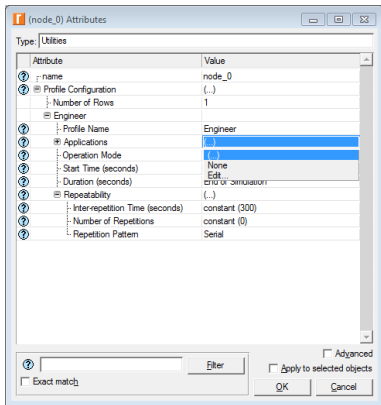 (node_0) Attributes
Type: Utilities
Attribute Value
name node_0
Profile Configuration (...)
Number of Rows 1
Engineer
Profile Name Engineer
Applications (...)
Operation Mode (...)
Start Time (seconds) None
Edit...
Duration (seconds) End of Simulation
Repeatability (...)
Inter-repetition Time (seconds) constant (300)
Number of Repetitions constant (0)
Repetition Pattern Serial
Advanced
Filter
Apply to selected objects
Exact match
OK Cancel